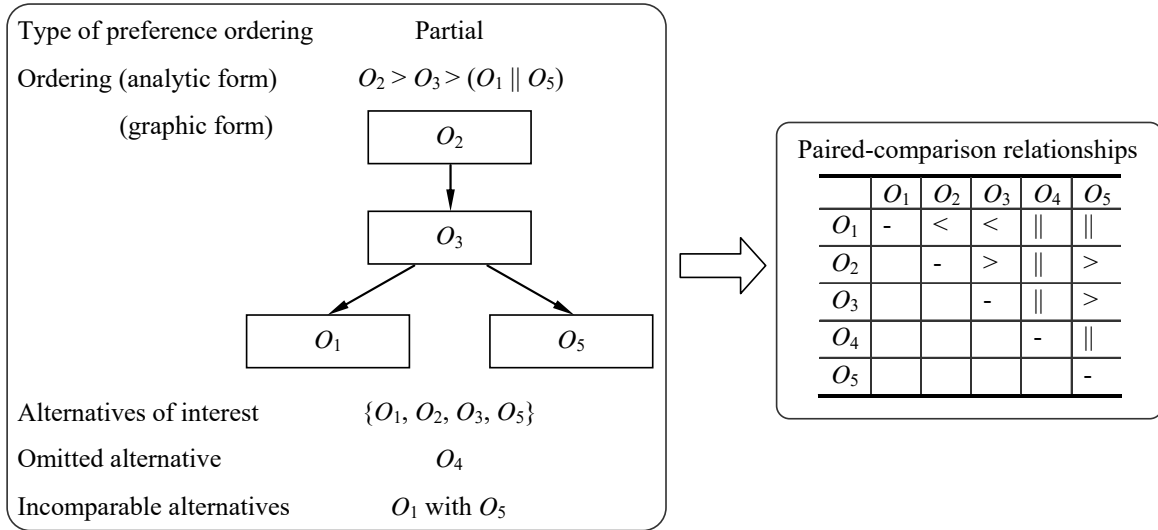 Type of preference ordering Partial
Ordering (analytic form) O₂ > O₃ > (O₁ || O₅)
(graphic form)
O₂
O₃
O₁ O₅
Alternatives of interest {O₁, O₂, O₃, O₅}
Omitted alternative O₄
Incomparable alternatives O₁ with O₅
Paired-comparison relationships
O₁ O₂ O₃ O₄ O₅
O₁ - < < || ||
O₂ - > || >
O₃ - || >
O₄ - ||
O₅ -